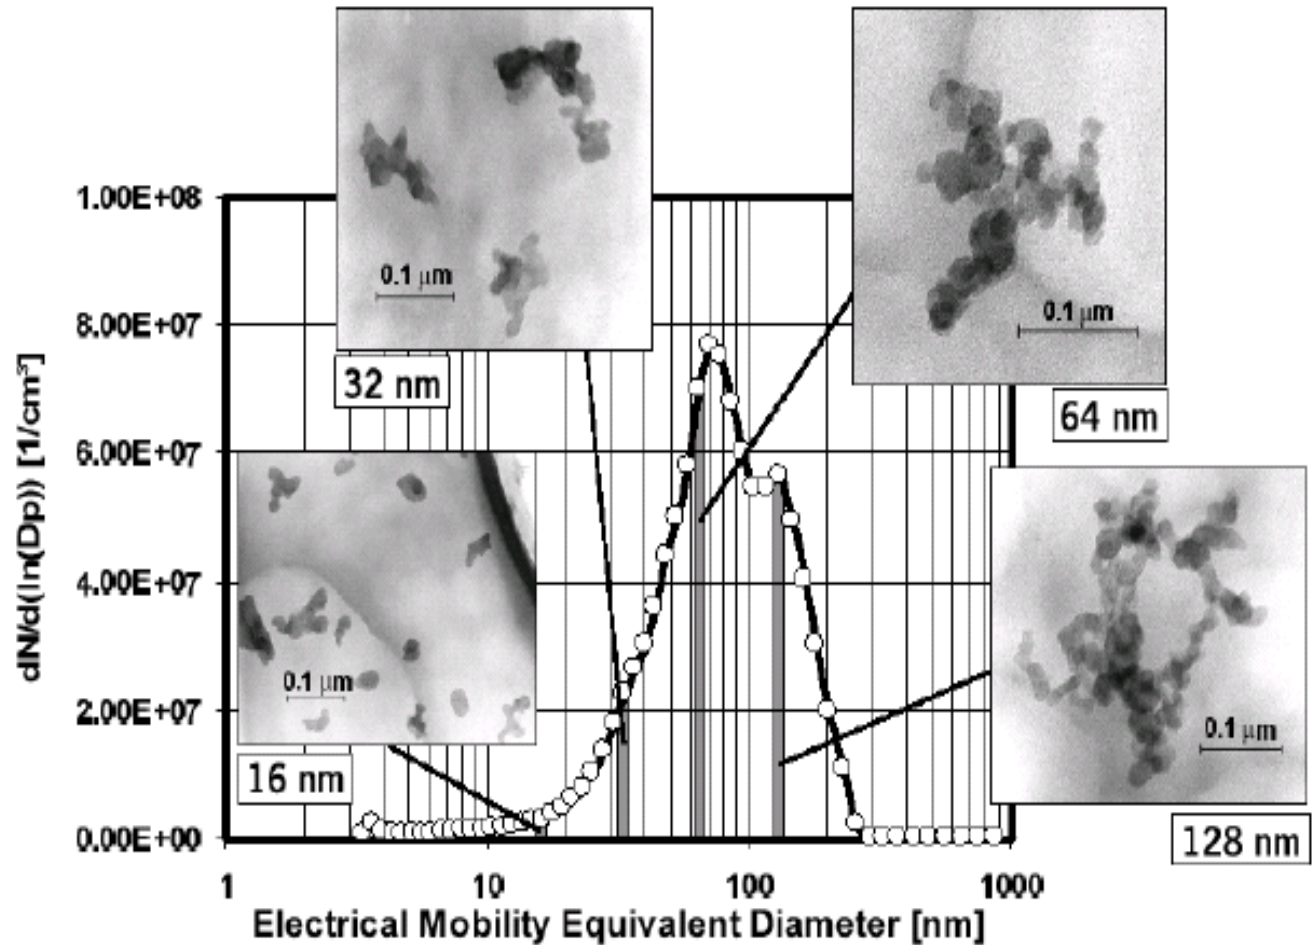 0.1 μm
32 nm
0.1 μm
64 nm
1.00E+08
8.00E+07
6.00E+07
4.00E+07
2.00E+07
0.00E+00
dN/d(ln(Dp)) [1/cm³]
0.1 μm
16 nm
0.1 μm
128 nm
1 10 100 1000
Electrical Mobility Equivalent Diameter [nm]